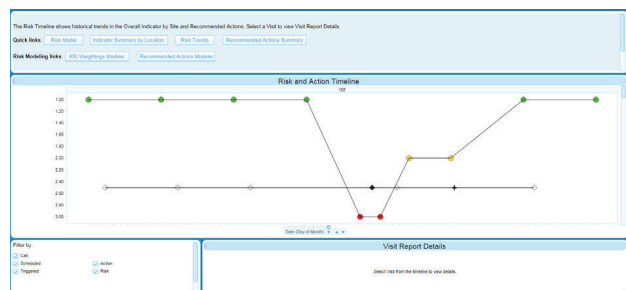 The Risk Timeline shows historical trends in the Overall Indicator by Site and Recommended Actions. Select a Visit to view Visit Report Details.
Quick links: Risk Model Indicator Summary by Location Risk Trends Recommended Actions Summary
Risk Modeling links: KRI Weightings Modeler Recommended Actions Modeler
Risk and Action Timeline
102
1.00
1.20
1.40
1.60
1.80
2.00
2.20
2.40
2.60
2.80
3.00
Date (Day of Month)
Filter by:
Call
Scheduled Action
Triggered Risk
Visit Report Details
Select Visit from the timeline to view details.